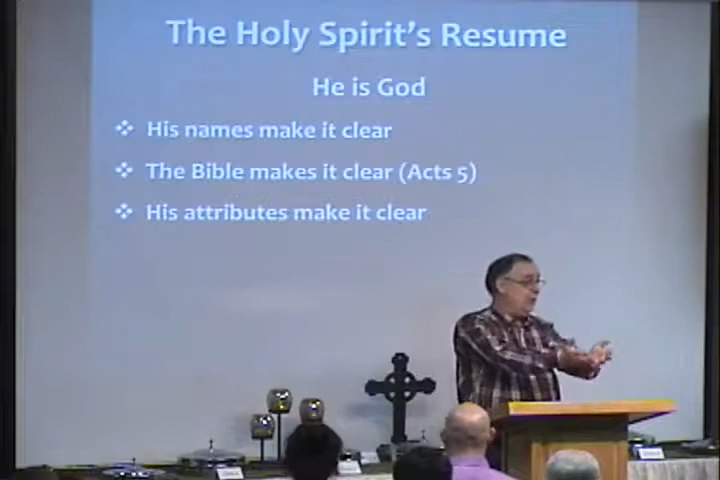 The Holy Spirit's Resume
He is God
❖ His names make it clear
❖ The Bible makes it clear (Acts 5)
❖ His attributes make it clear